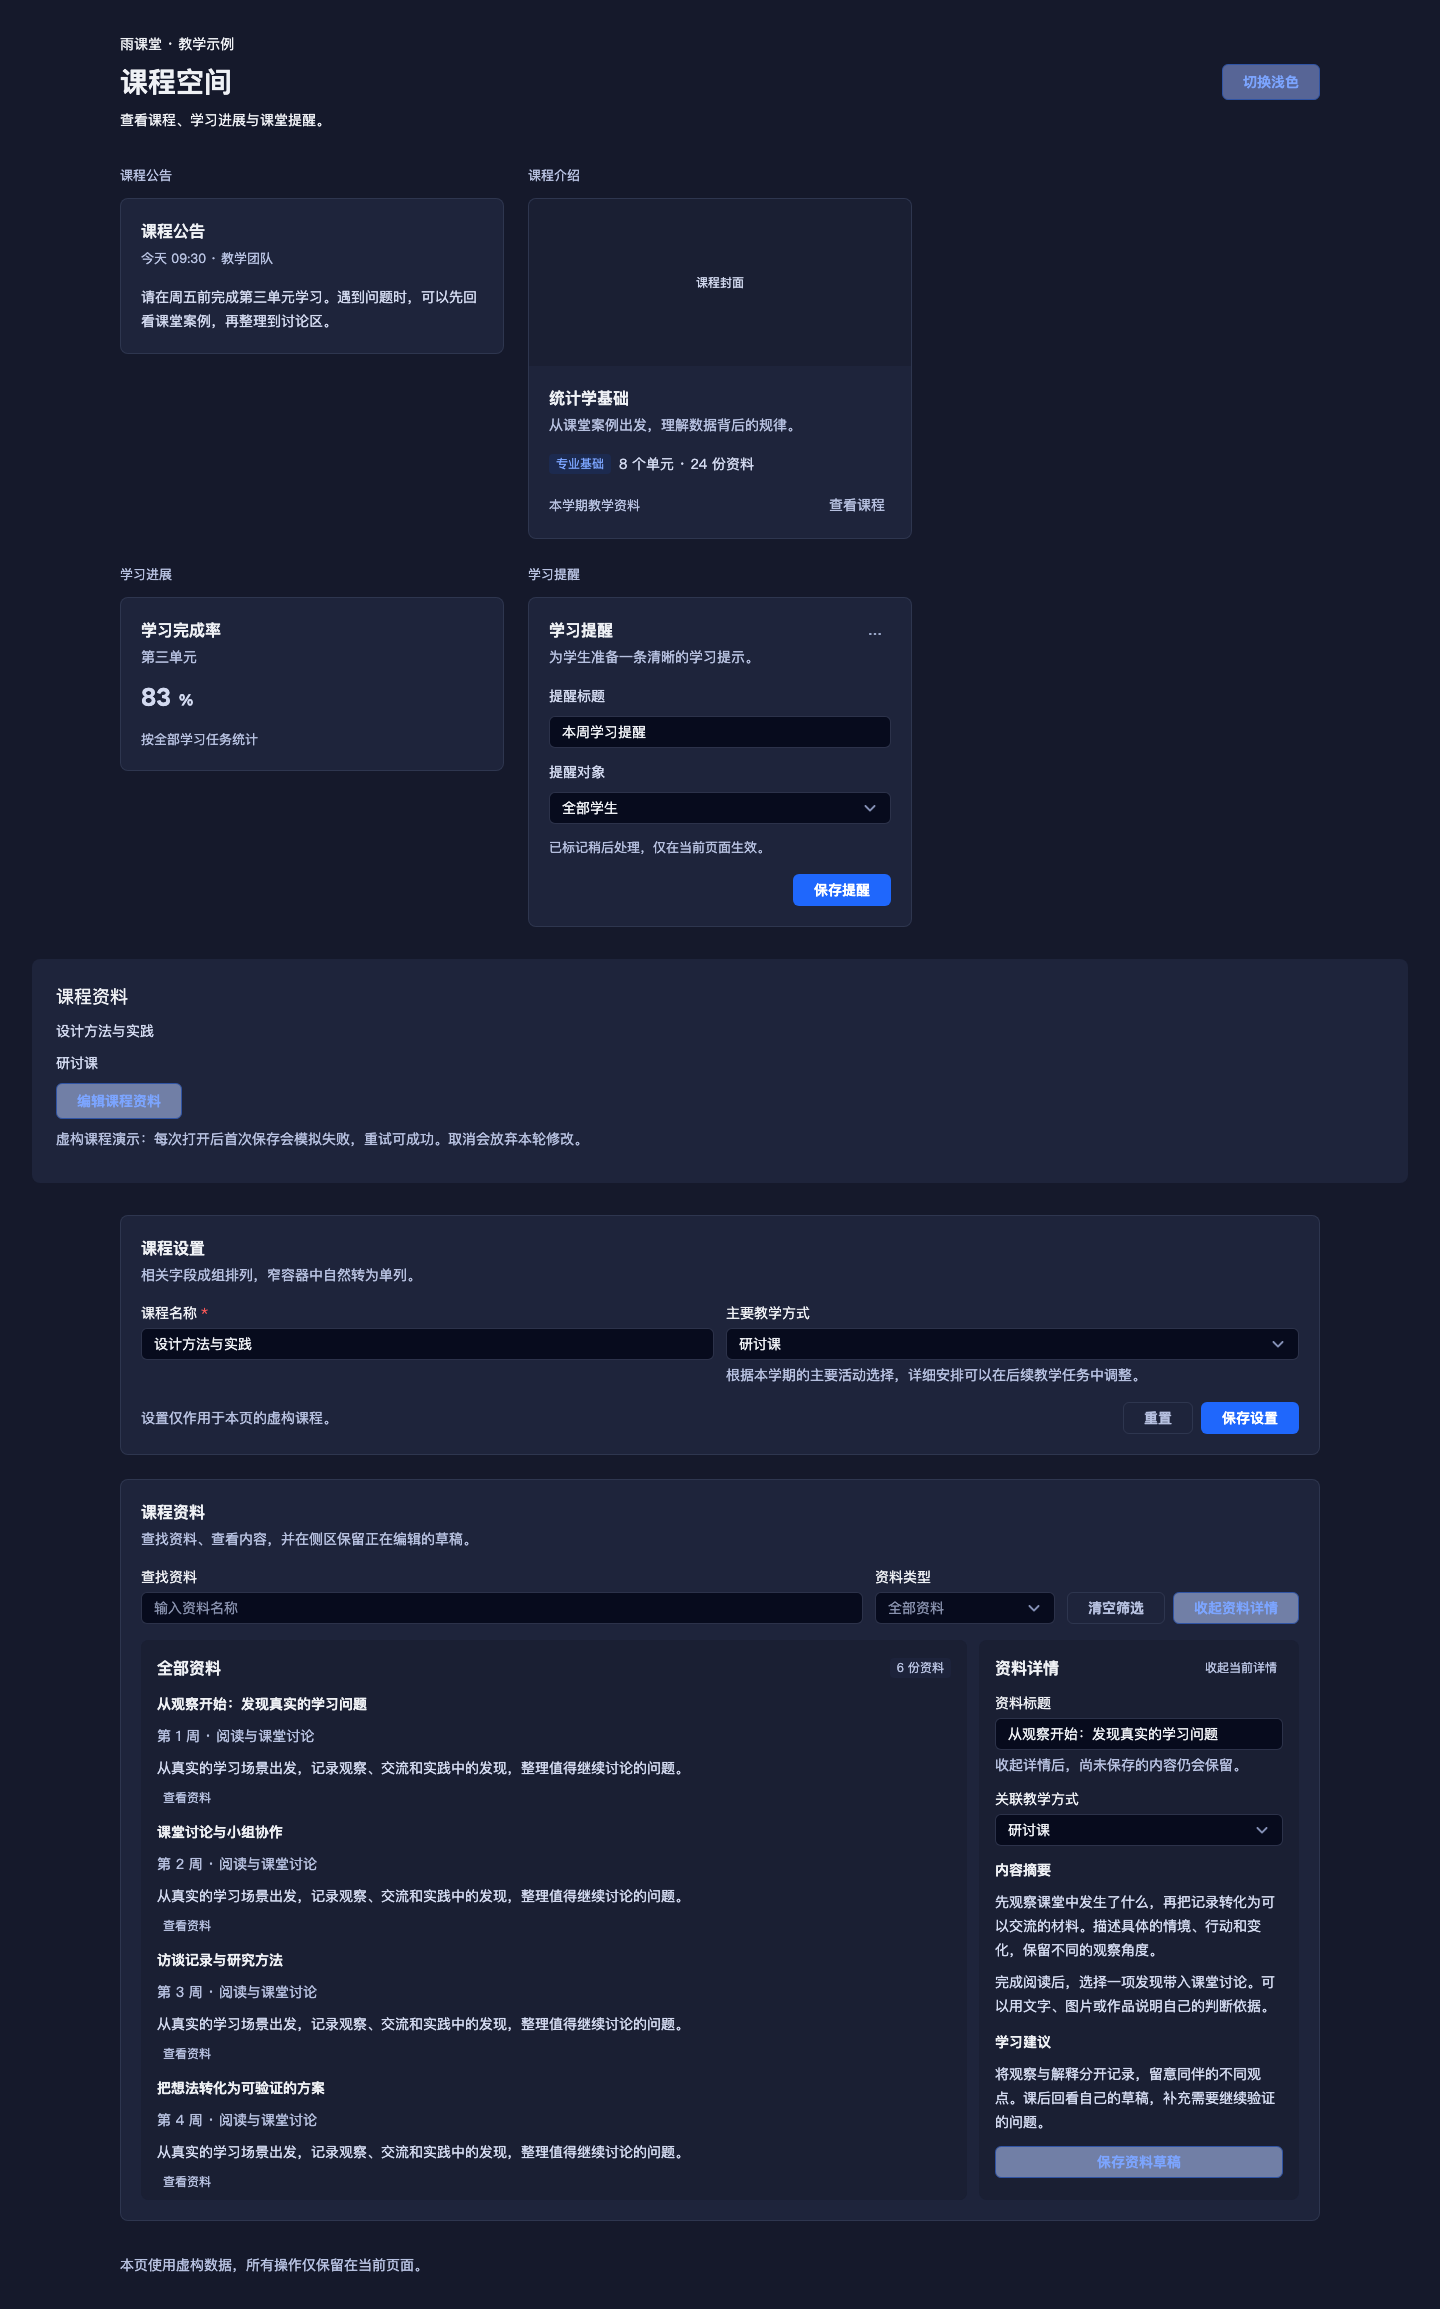 雨课堂 · 教学示例
课程空间
切换浅色
查看课程、学习进展与课堂提醒。
课程公告
课程公告
今天 09:30 · 教学团队
请在周五前完成第三单元学习。遇到问题时，可以先回
看课堂案例，再整理到讨论区。
课程介绍
课程封面
统计学基础
从课堂案例出发，理解数据背后的规律。
专业基础 8 个单元 · 24 份资料
本学期教学资料 查看课程
学习进展
学习完成率
第三单元
83 %
按全部学习任务统计
学习提醒
学习提醒 ...
为学生准备一条清晰的学习提示。
提醒标题
本周学习提醒
提醒对象
全部学生
已标记稍后处理，仅在当前页面生效。
保存提醒
课程资料
设计方法与实践
研讨课
编辑课程资料
虚构课程演示：每次打开后首次保存会模拟失败，重试可成功。取消会放弃本轮修改。
课程设置
相关字段成组排列，窄容器中自然转为单列。
课程名称 *
设计方法与实践
主要教学方式
研讨课
根据本学期的主要活动选择，详细安排可以在后续教学任务中调整。
设置仅作用于本页的虚构课程。
重置 保存设置
课程资料
查找资料、查看内容，并在侧区保留正在编辑的草稿。
查找资料
输入资料名称
资料类型
全部资料
清空筛选 收起资料详情
全部资料 6 份资料
从观察开始：发现真实的学习问题
第 1 周 · 阅读与课堂讨论
从真实的学习场景出发，记录观察、交流和实践中的发现，整理值得继续讨论的问题。
查看资料
课堂讨论与小组协作
第 2 周 · 阅读与课堂讨论
从真实的学习场景出发，记录观察、交流和实践中的发现，整理值得继续讨论的问题。
查看资料
访谈记录与研究方法
第 3 周 · 阅读与课堂讨论
从真实的学习场景出发，记录观察、交流和实践中的发现，整理值得继续讨论的问题。
查看资料
把想法转化为可验证的方案
第 4 周 · 阅读与课堂讨论
从真实的学习场景出发，记录观察、交流和实践中的发现，整理值得继续讨论的问题。
查看资料
资料详情 收起当前详情
资料标题
从观察开始：发现真实的学习问题
收起详情后，尚未保存的内容仍会保留。
关联教学方式
研讨课
内容摘要
先观察课堂中发生了什么，再把记录转化为可
以交流的材料。描述具体的情境、行动和变
化，保留不同的观察角度。
完成阅读后，选择一项发现带入课堂讨论。可
以用文字、图片或作品说明自己的判断依据。
学习建议
将观察与解释分开记录，留意同伴的不同观
点。课后回看自己的草稿，补充需要继续验证
的问题。
保存资料草稿
本页使用虚构数据，所有操作仅保留在当前页面。